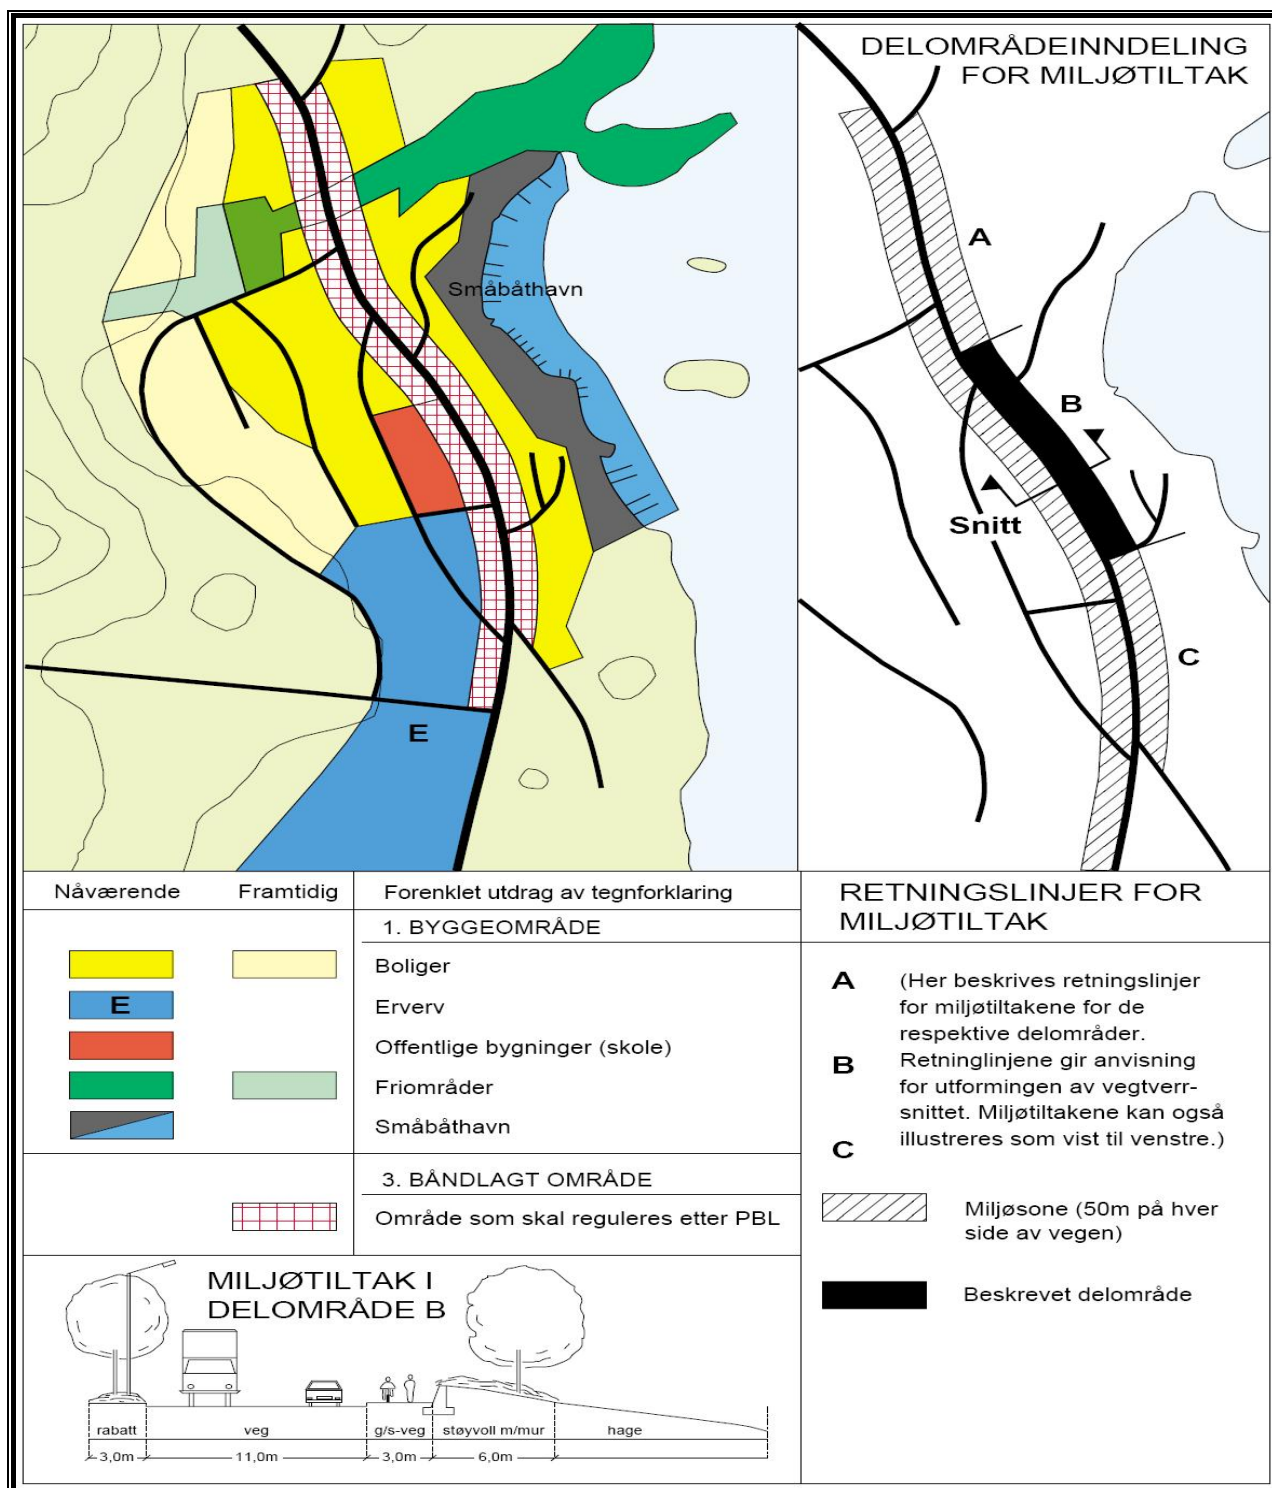 DELOMRÅDEINNDELING
FOR MILJØTILTAK
Småbåthavn
E
A
B
Snitt
C
Nåværende
Framtidig
Forenklet utdrag av tegnforklaring
1. BYGGEOMRÅDE
Boliger
E
Erverv
Offentlige bygninger (skole)
Friområder
Småbåthavn
3. BÅNDLAGT OMRÅDE
Område som skal reguleres etter PBL
MILJØTILTAK I
DELOMRÅDE B
rabatt
veg
g/s-veg
støyvoll m/mur
hage
3,0m
11,0m
3,0m
6,0m
RETNINGSLINJER FOR
MILJØTILTAK
A
(Her beskrives retningslinjer
for miljøtiltakene for de
respektive delområder.
B
Retninglinjene gir anvisning
for utformingen av vegtverr-
snittet. Miljøtiltakene kan også
C
illustreres som vist til venstre.)
Miljøsone (50m på hver
side av vegen)
Beskrevet delområde